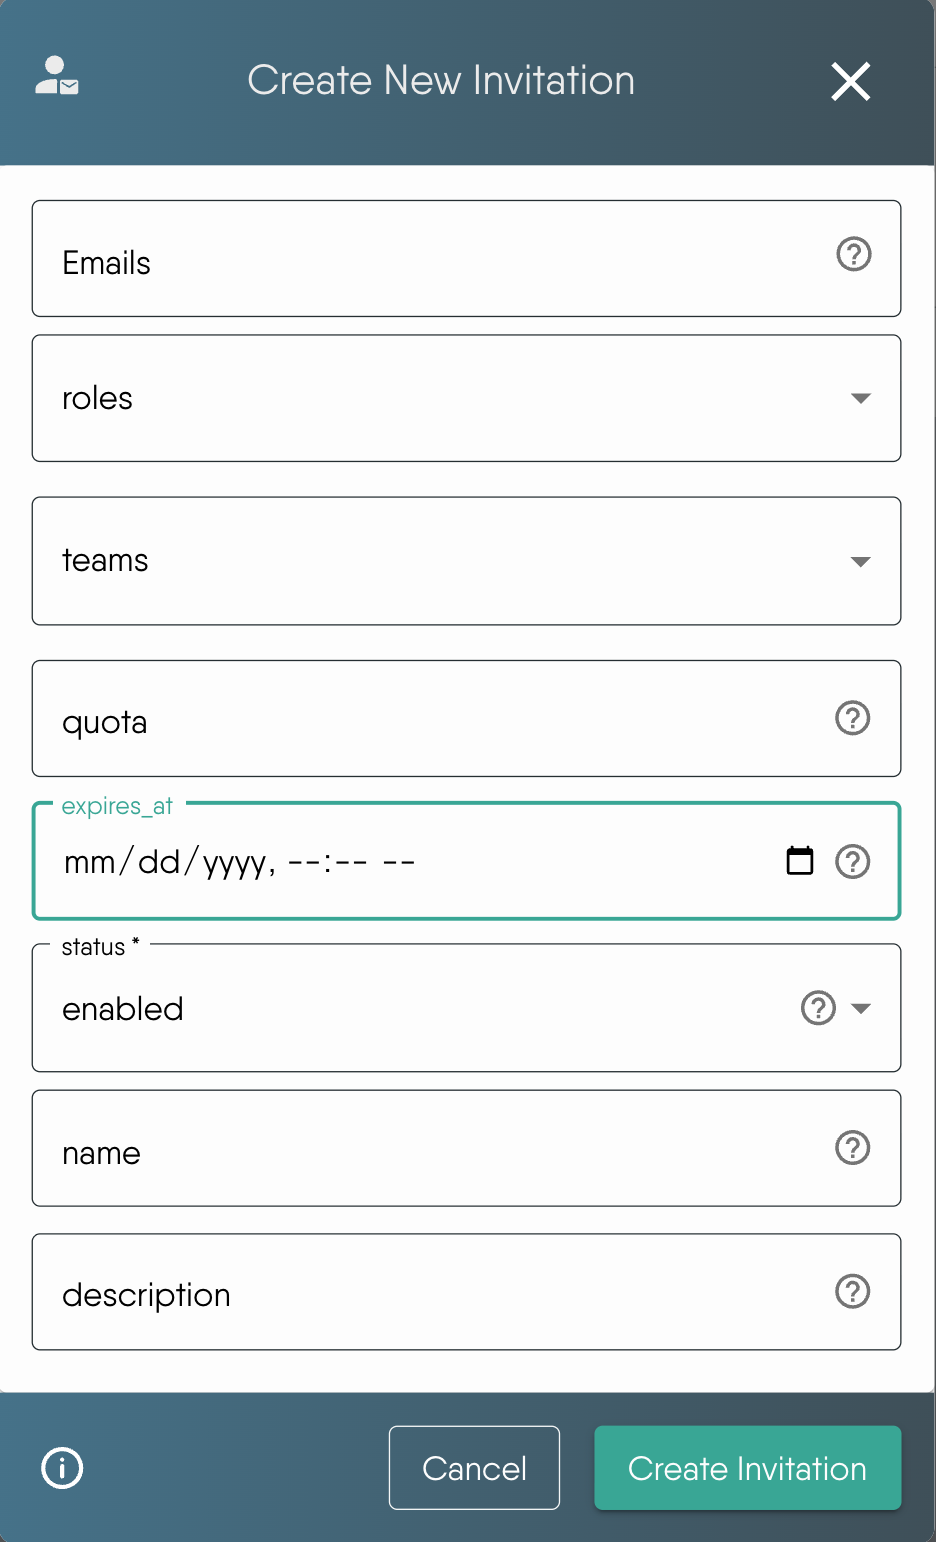 Create New Invitation
Emails
roles
teams
quota
expires_at
mm/dd/yyyy, --:-- --
status *
enabled
name
description
Cancel
Create Invitation